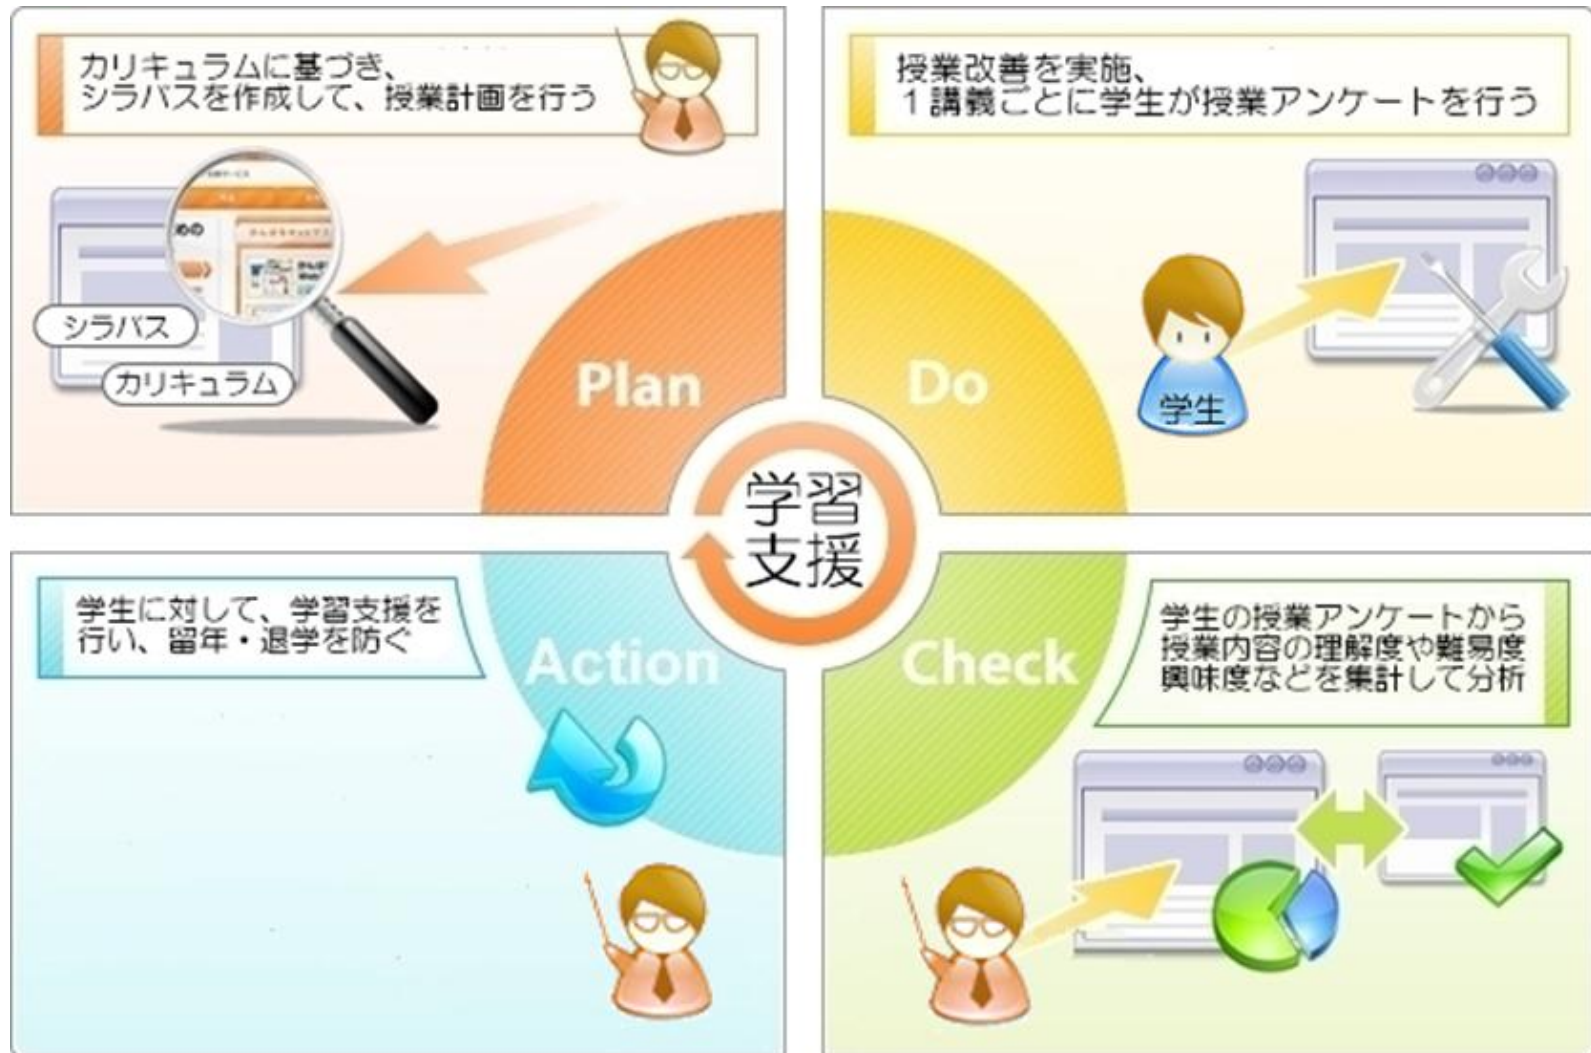 カリキュラムに基づき、
シラバスを作成して、授業計画を行う
シラバス
カリキュラム
Plan
授業改善を実施、
1講義ごとに学生が授業アンケートを行う
学生
Do
学習
支援
学生に対して、学習支援を
行い、留年・退学を防ぐ
Action
学生の授業アンケートから
授業内容の理解度や難易度
興味度などを集計して分析
Check